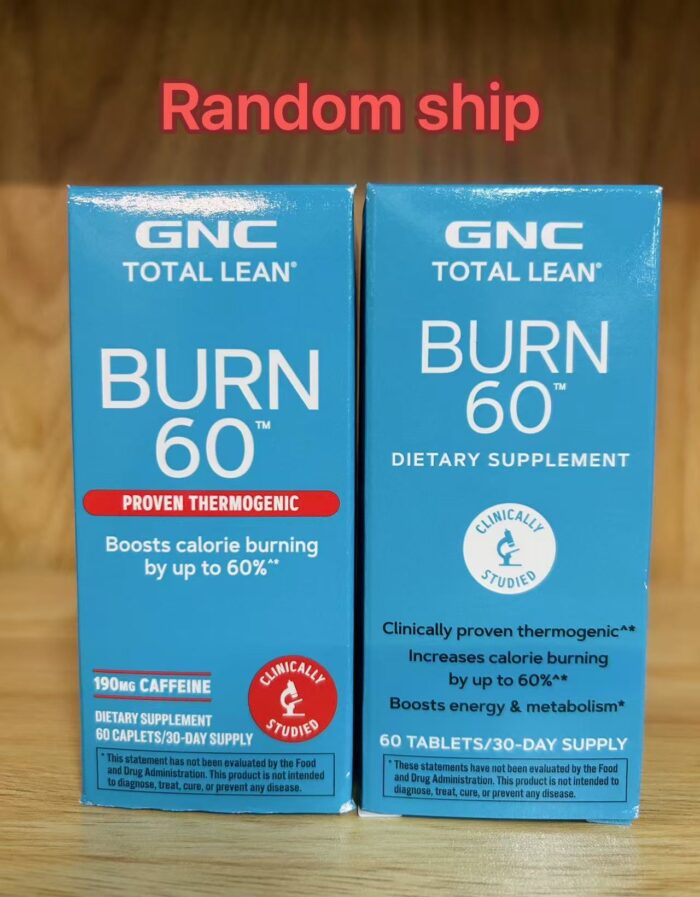 Random ship
GNC
TOTAL LEAN®
BURN
60™
PROVEN THERMOGENIC
Boosts calorie burning
by up to 60%^*
190MG CAFFEINE
CLINICALLY
STUDIED
DIETARY SUPPLEMENT
60 CAPLETS/30-DAY SUPPLY
* This statement has not been evaluated by the Food
and Drug Administration. This product is not intended
to diagnose, treat, cure, or prevent any disease.
GNC
TOTAL LEAN®
BURN
60™
DIETARY SUPPLEMENT
CLINICALLY
STUDIED
Clinically proven thermogenic^*
Increases calorie burning
by up to 60%^*
Boosts energy & metabolism*
60 TABLETS/30-DAY SUPPLY
* These statements have not been evaluated by the Food
and Drug Administration. This product is not intended to
diagnose, treat, cure, or prevent any disease.